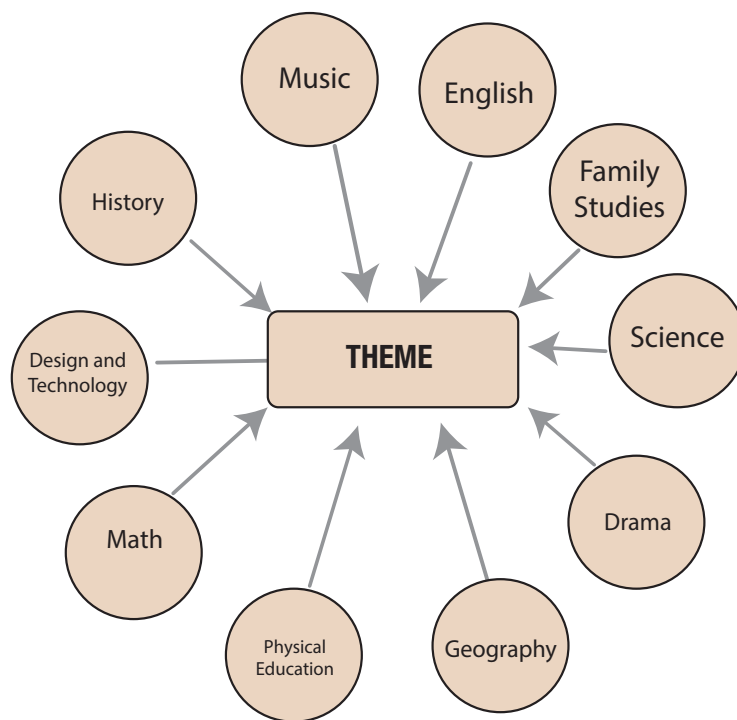 Music
English
Family
Studies
History
Science
THEME
Design and
Technology
Drama
Math
Physical
Education
Geography